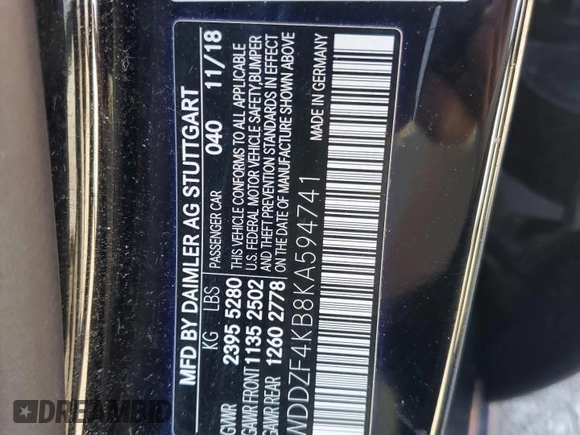 MFD BY DAIMLER AG STUTTGART
KG LBS PASSENGER CAR 040 11/18
GVWR 2395 5280 THIS VEHICLE CONFORMS TO ALL APPLICABLE
GAWR FRONT 1135 2502 U.S. FEDERAL MOTOR VEHICLE SAFETY, BUMPER
GAWR REAR 1260 2778 AND THEFT PREVENTION STANDARDS IN EFFECT
ON THE DATE OF MANUFACTURE SHOWN ABOVE
MADE IN GERMANY
WDDZF4KB8KA594741
DREAMBID